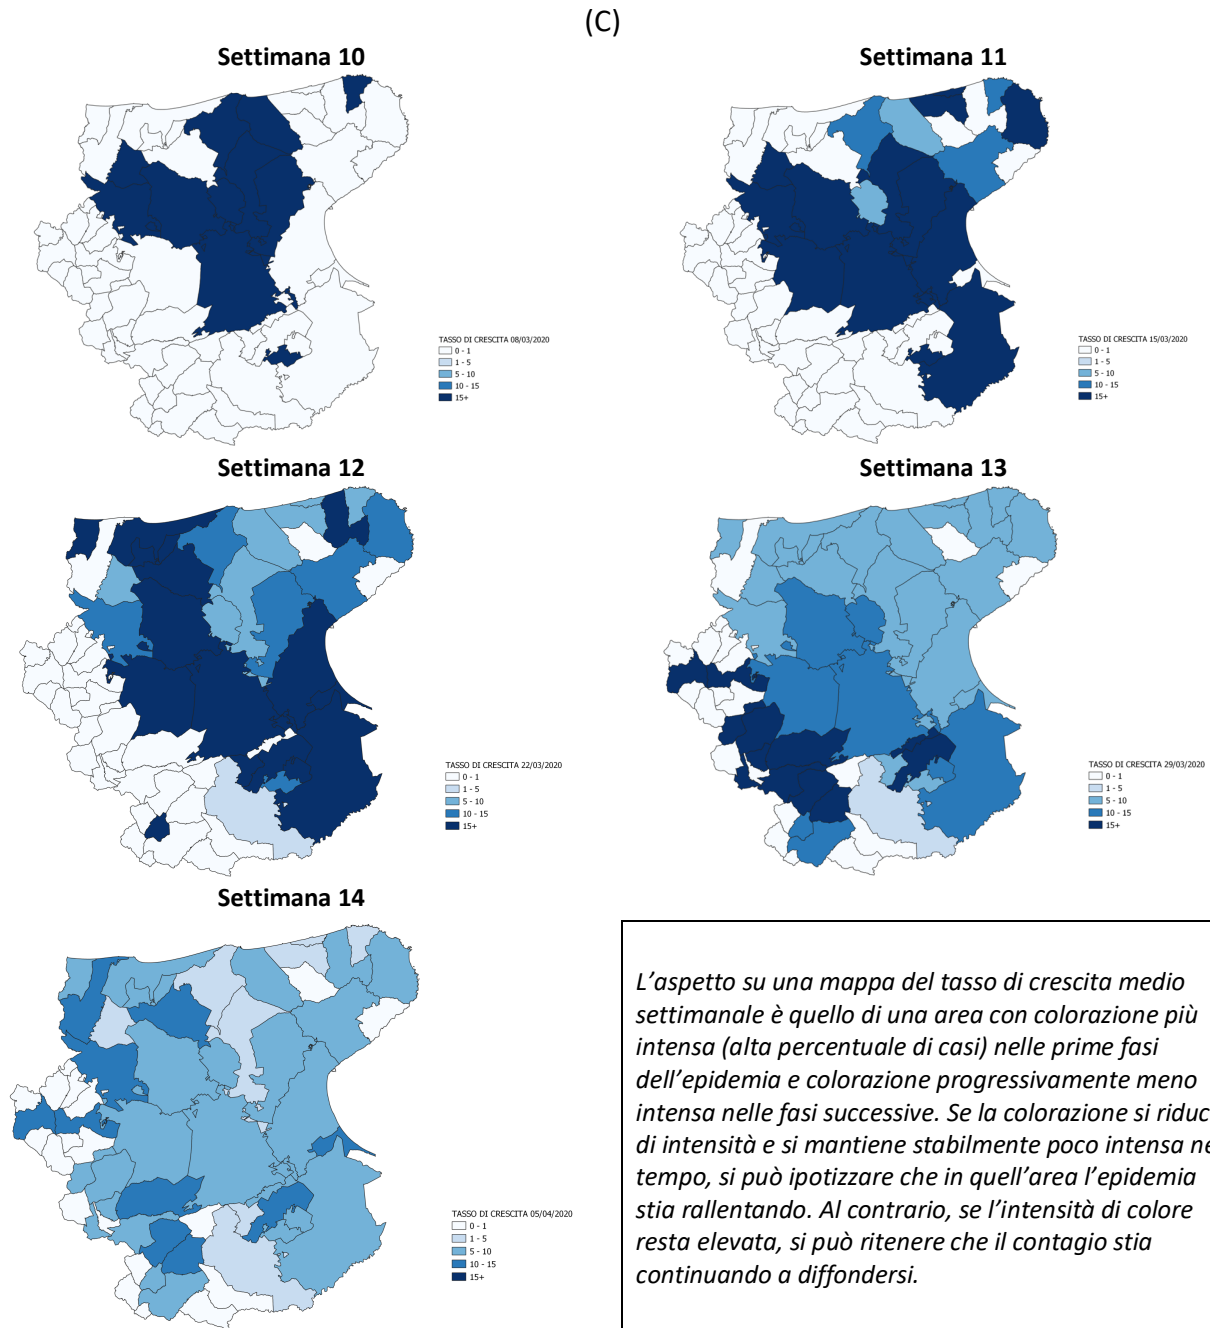 (C)
Settimana 10
Settimana 11
TASSO DI CRESCITA 08/03/2020
0 - 1
1 - 5
5 - 10
10 - 15
15+
TASSO DI CRESCITA 15/03/2020
0 - 1
1 - 5
5 - 10
10 - 15
15+
Settimana 12
Settimana 13
TASSO DI CRESCITA 22/03/2020
0 - 1
1 - 5
5 - 10
10 - 15
15+
TASSO DI CRESCITA 29/03/2020
0 - 1
1 - 5
5 - 10
10 - 15
15+
Settimana 14
TASSO DI CRESCITA 05/04/2020
0 - 1
1 - 5
5 - 10
10 - 15
15+
L’aspetto su una mappa del tasso di crescita medio
settimanale è quello di una area con colorazione più
intensa (alta percentuale di casi) nelle prime fasi
dell’epidemia e colorazione progressivamente meno
intensa nelle fasi successive. Se la colorazione si riduc
di intensità e si mantiene stabilmente poco intensa ne
tempo, si può ipotizzare che in quell’area l’epidemia
stia rallentando. Al contrario, se l’intensità di colore
resta elevata, si può ritenere che il contagio stia
continuando a diffondersi.